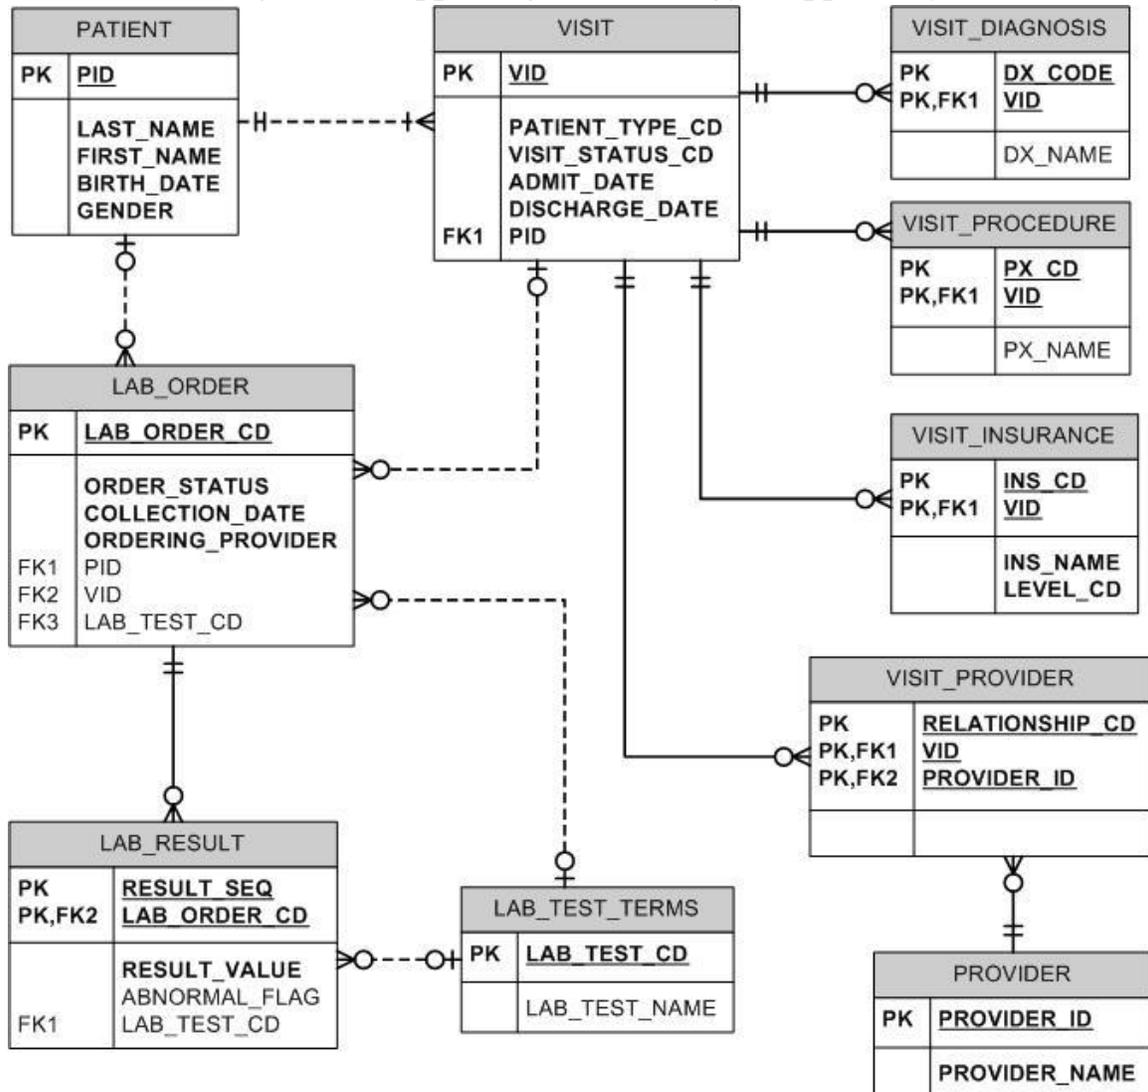 PATIENT
PK PID
LAST_NAME
FIRST_NAME
BIRTH_DATE
GENDER
VISIT
PK VID
PATIENT_TYPE_CD
VISIT_STATUS_CD
ADMIT_DATE
DISCHARGE_DATE
FK1 PID
VISIT_DIAGNOSIS
PK DX_CODE
PK,FK1 VID
DX_NAME
VISIT_PROCEDURE
PK PX_CD
PK,FK1 VID
PX_NAME
LAB_ORDER
PK LAB_ORDER_CD
ORDER_STATUS
COLLECTION_DATE
ORDERING_PROVIDER
FK1 PID
FK2 VID
FK3 LAB_TEST_CD
VISIT_INSURANCE
PK INS_CD
PK,FK1 VID
INS_NAME
LEVEL_CD
VISIT_PROVIDER
PK RELATIONSHIP_CD
PK,FK1 VID
PK,FK2 PROVIDER_ID
LAB_RESULT
PK RESULT_SEQ
PK,FK2 LAB_ORDER_CD
RESULT_VALUE
ABNORMAL_FLAG
FK1 LAB_TEST_CD
LAB_TEST_TERMS
PK LAB_TEST_CD
LAB_TEST_NAME
PROVIDER
PK PROVIDER_ID
PROVIDER_NAME